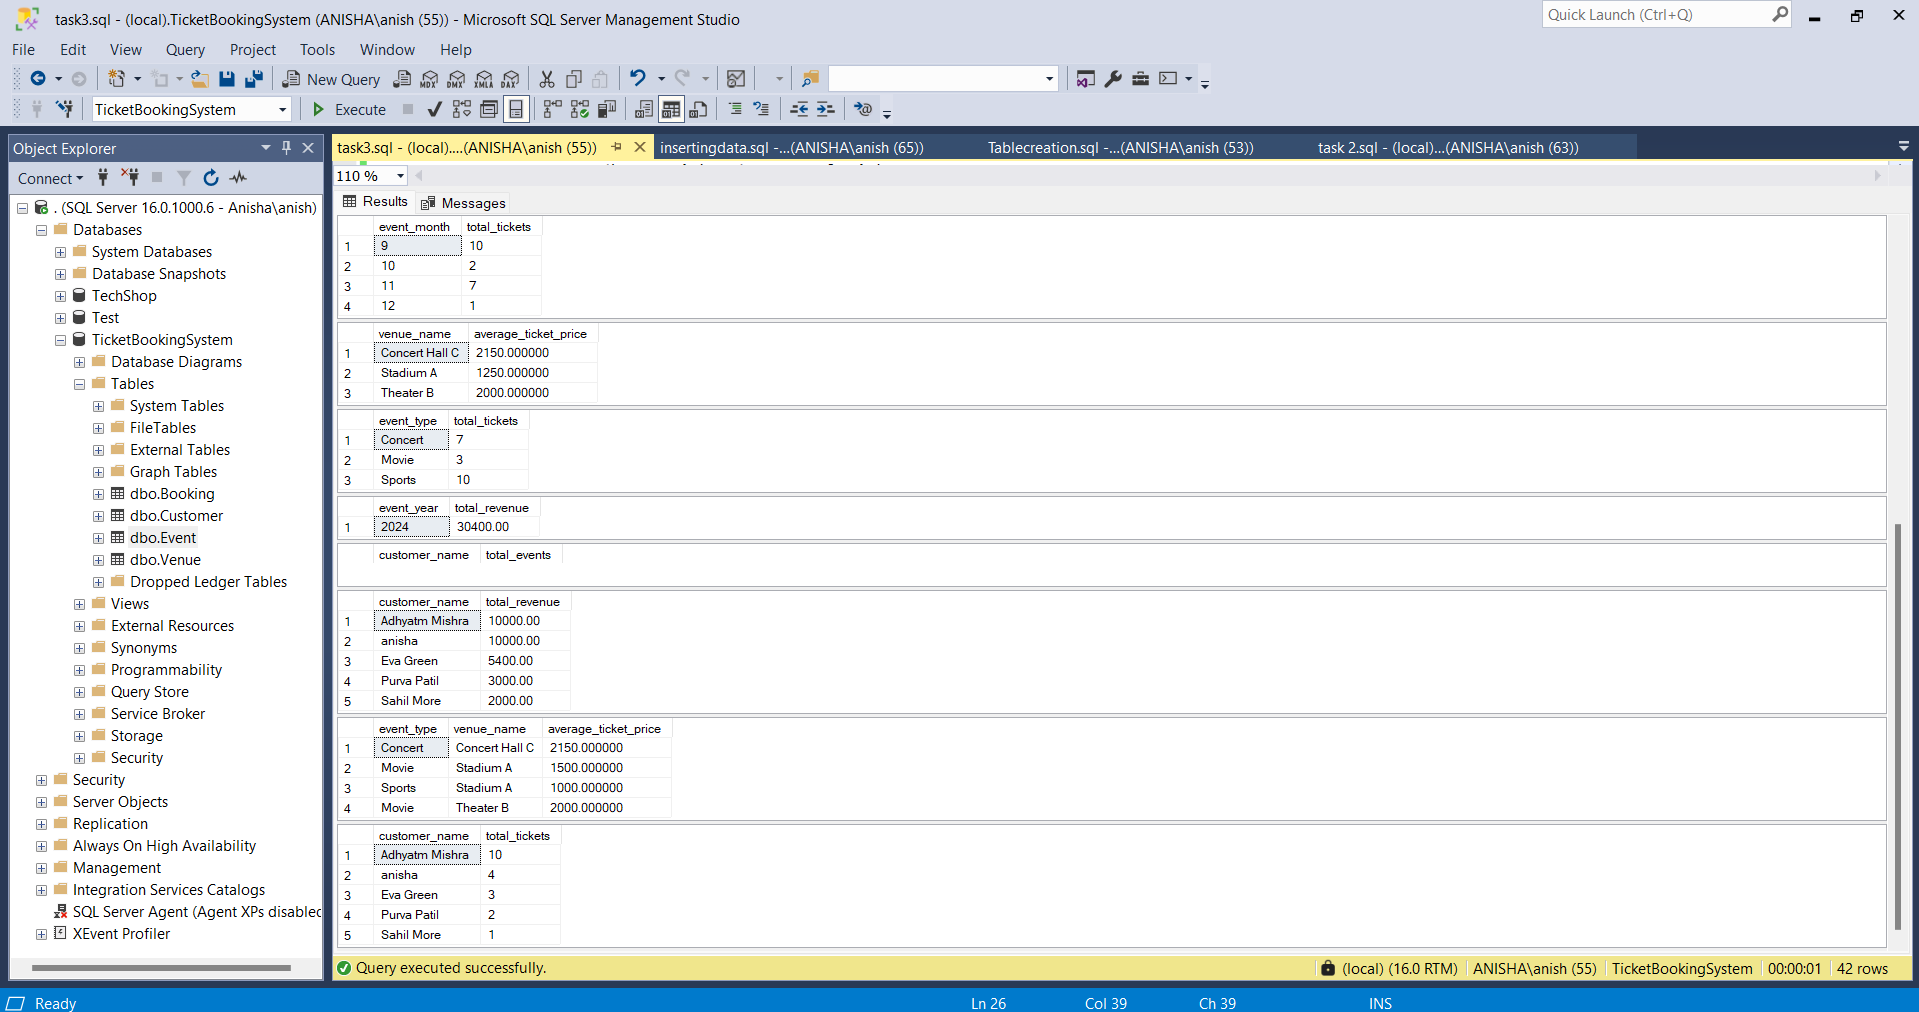 task3.sql - (local).TicketBookingSystem (ANISHA\anish (55)) - Microsoft SQL Server Management Studio
Quick Launch (Ctrl+Q)
File Edit View Query Project Tools Window Help
New Query MDX DMX XMLA DAX
TicketBookingSystem Execute
Object Explorer
Connect
. (SQL Server 16.0.1000.6 - Anisha\anish)
Databases
System Databases
Database Snapshots
TechShop
Test
TicketBookingSystem
Database Diagrams
Tables
System Tables
FileTables
External Tables
Graph Tables
dbo.Booking
dbo.Customer
dbo.Event
dbo.Venue
Dropped Ledger Tables
Views
External Resources
Synonyms
Programmability
Query Store
Service Broker
Storage
Security
Security
Server Objects
Replication
Always On High Availability
Management
Integration Services Catalogs
SQL Server Agent (Agent XPs disabled
XEvent Profiler
task3.sql - (local)....(ANISHA\anish (55)) insertingdata.sql -...(ANISHA\anish (65)) Tablecreation.sql -...(ANISHA\anish (53)) task 2.sql - (local)...(ANISHA\anish (63))
110 %
Results Messages
event_month total_tickets
1 9 10
2 10 2
3 11 7
4 12 1
venue_name average_ticket_price
1 Concert Hall C 2150.000000
2 Stadium A 1250.000000
3 Theater B 2000.000000
event_type total_tickets
1 Concert 7
2 Movie 3
3 Sports 10
event_year total_revenue
1 2024 30400.00
customer_name total_events
customer_name total_revenue
1 Adhyatm Mishra 10000.00
2 anisha 10000.00
3 Eva Green 5400.00
4 Purva Patil 3000.00
5 Sahil More 2000.00
event_type venue_name average_ticket_price
1 Concert Concert Hall C 2150.000000
2 Movie Stadium A 1500.000000
3 Sports Stadium A 1000.000000
4 Movie Theater B 2000.000000
customer_name total_tickets
1 Adhyatm Mishra 10
2 anisha 4
3 Eva Green 3
4 Purva Patil 2
5 Sahil More 1
Query executed successfully. (local) (16.0 RTM) ANISHA\anish (55) TicketBookingSystem 00:00:01 42 rows
Ready Ln 26 Col 39 Ch 39 INS